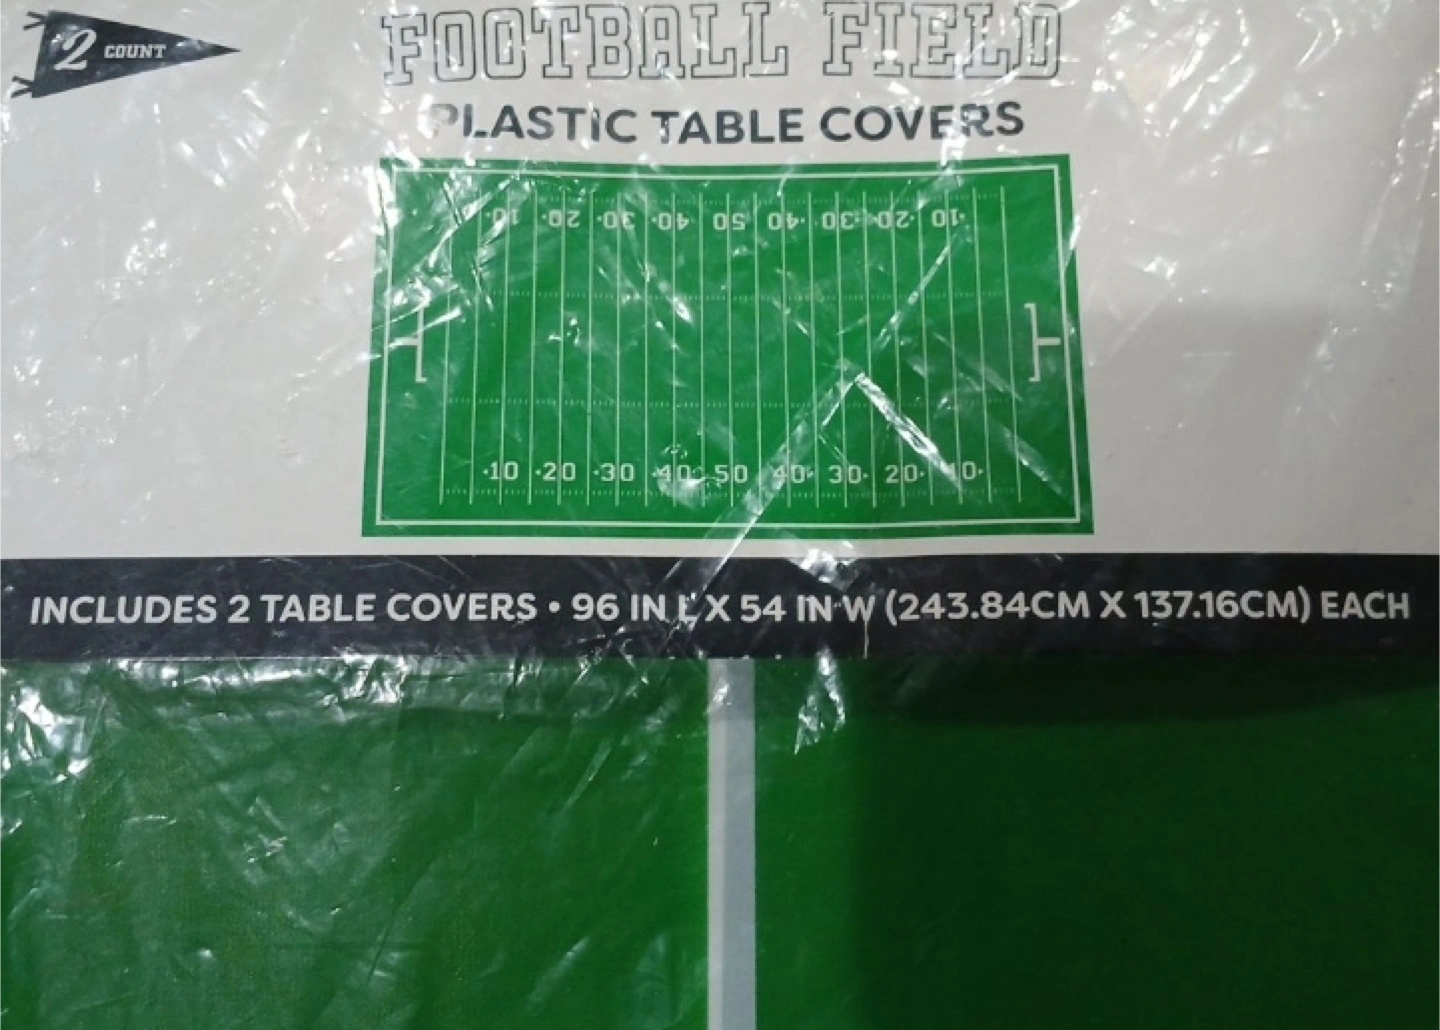 2 COUNT
FOOTBALL FIELD
PLASTIC TABLE COVERS
10 20 30 40 50 40 30 20 10
10 20 30 40 50 40 30 20 10
INCLUDES 2 TABLE COVERS • 96 IN L X 54 IN W (243.84CM X 137.16CM) EACH